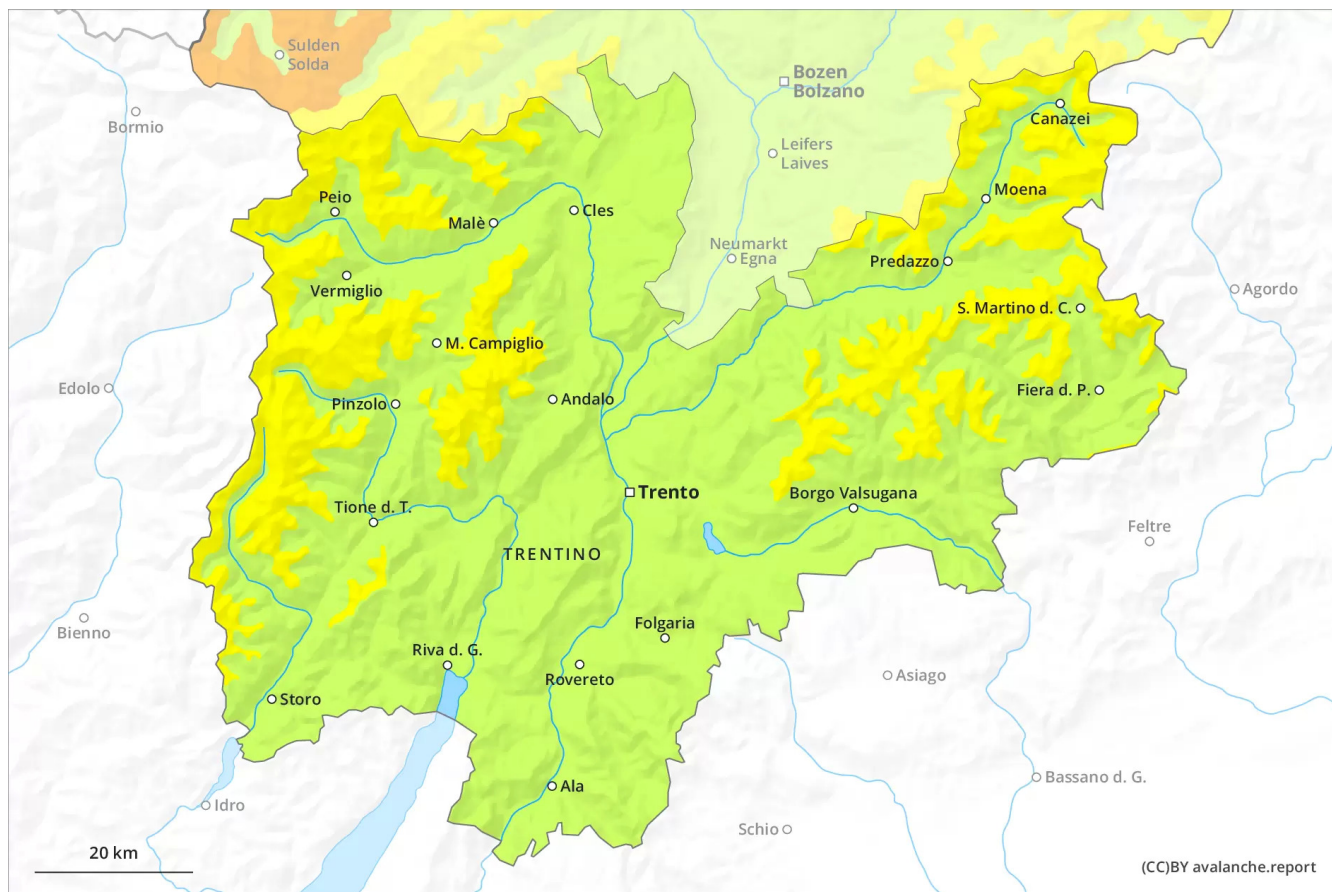 Sulden
Solda
Bozen
Bolzano
Bormio
Canazei
Leifers
Laives
Peio
Moena
Malè
Cles
Neumarkt
Egna
Predazzo
Vermiglio
Agordo
S. Martino d. C.
M. Campiglio
Edolo
Fiera d. P.
Andalo
Pinzolo
Trento
Borgo Valsugana
Tione d. T.
Feltre
TRENTINO
Bienno
Folgaria
Riva d. G.
Asiago
Rovereto
Storo
Bassano d. G.
Ala
Idro
Schio
20 km
(CC)BY avalanche.report